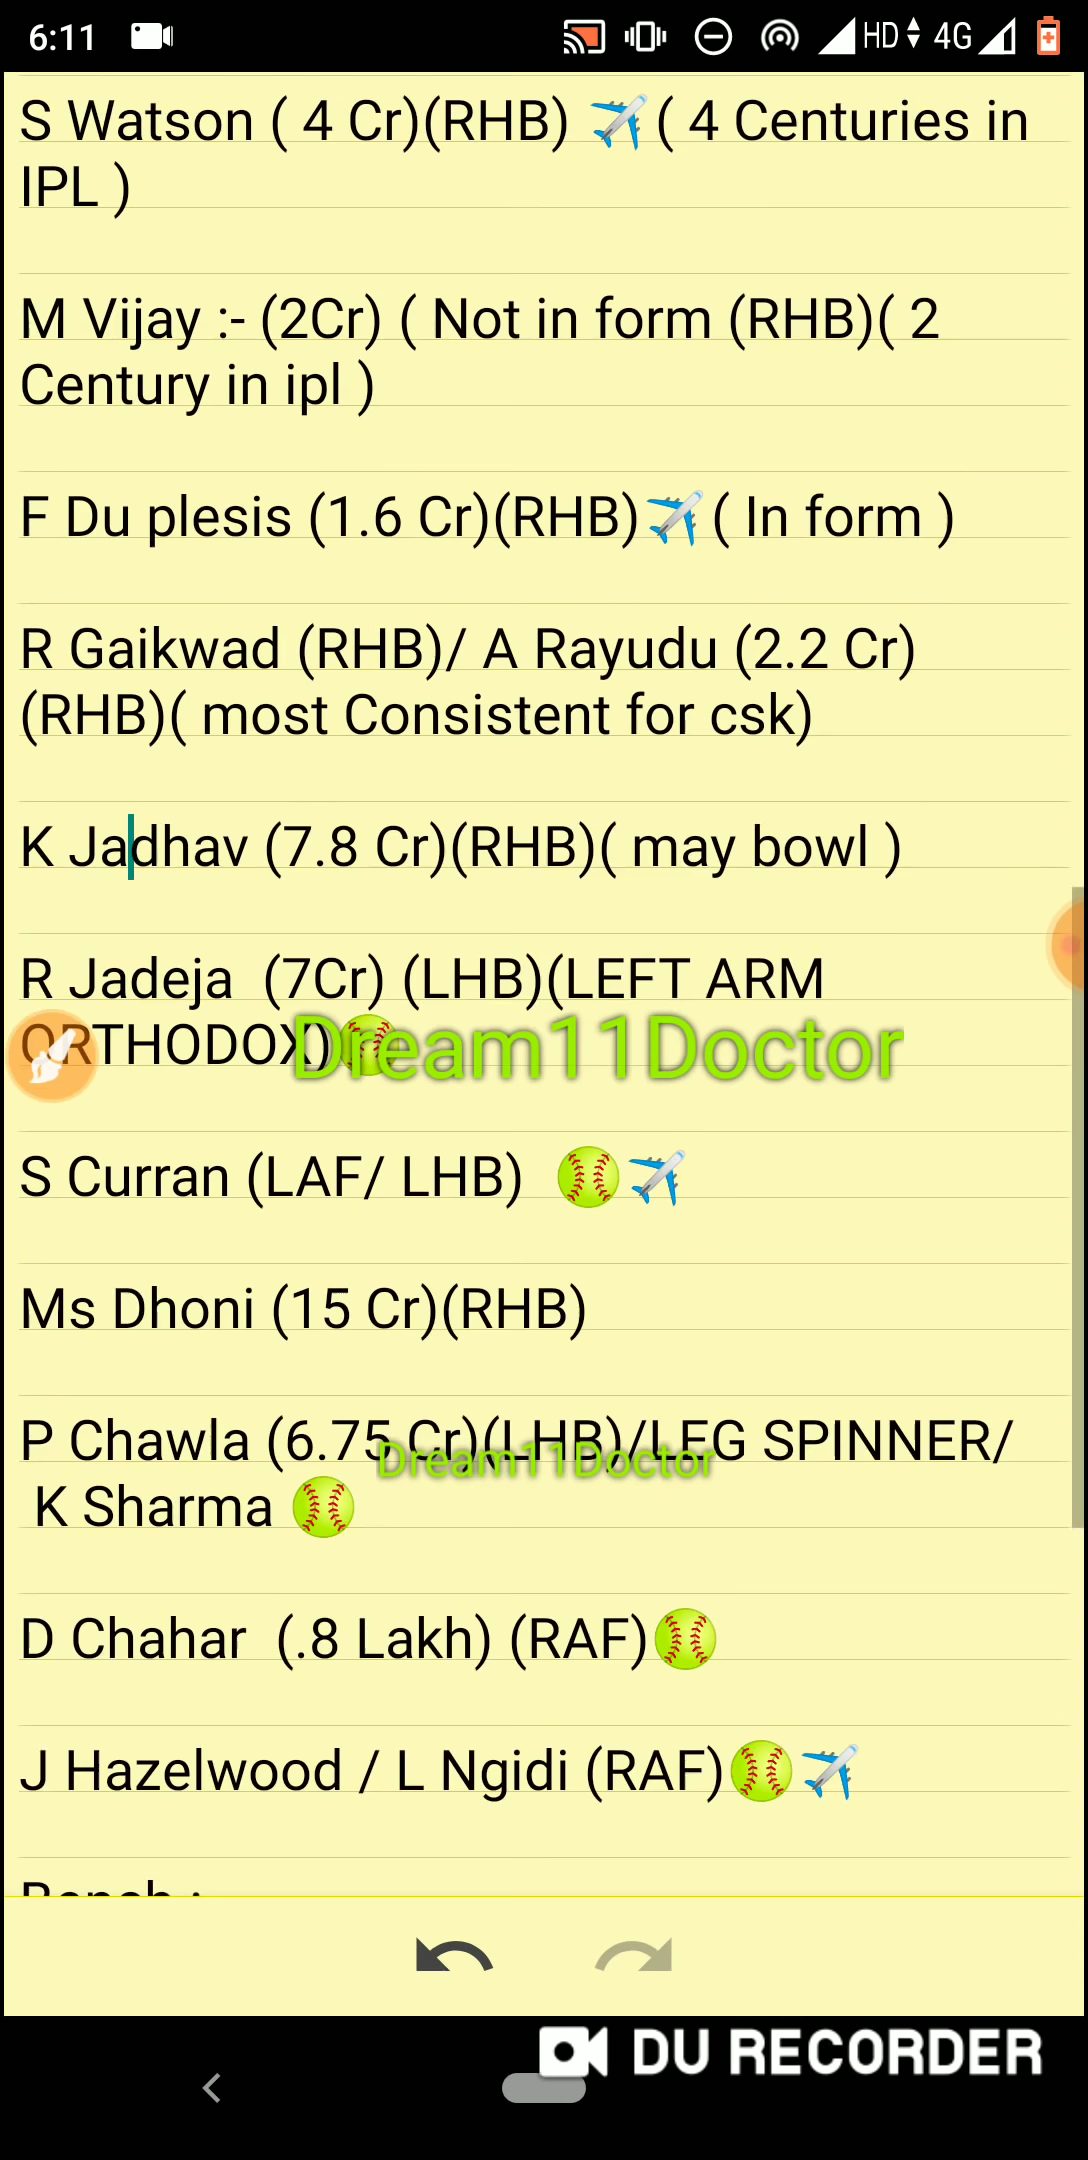 6:11 HD 4G
S Watson ( 4 Cr)(RHB) ✈️( 4 Centuries in
IPL )
M Vijay :- (2Cr) ( Not in form (RHB)( 2
Century in ipl )
F Du plesis (1.6 Cr)(RHB)✈️( In form )
R Gaikwad (RHB)/ A Rayudu (2.2 Cr)
(RHB)( most Consistent for csk)
K Jadhav (7.8 Cr)(RHB)( may bowl )
R Jadeja  (7Cr) (LHB)(LEFT ARM
ORTHODOX)🥎
Dream11Doctor
S Curran (LAF/ LHB)  🥎✈️
Ms Dhoni (15 Cr)(RHB)
P Chawla (6.75 Cr)(LHB)/LEG SPINNER/
Dream11Doctor
K Sharma 🥎
D Chahar  (.8 Lakh) (RAF)🥎
J Hazelwood / L Ngidi (RAF)🥎✈️
Bench :
DU RECORDER